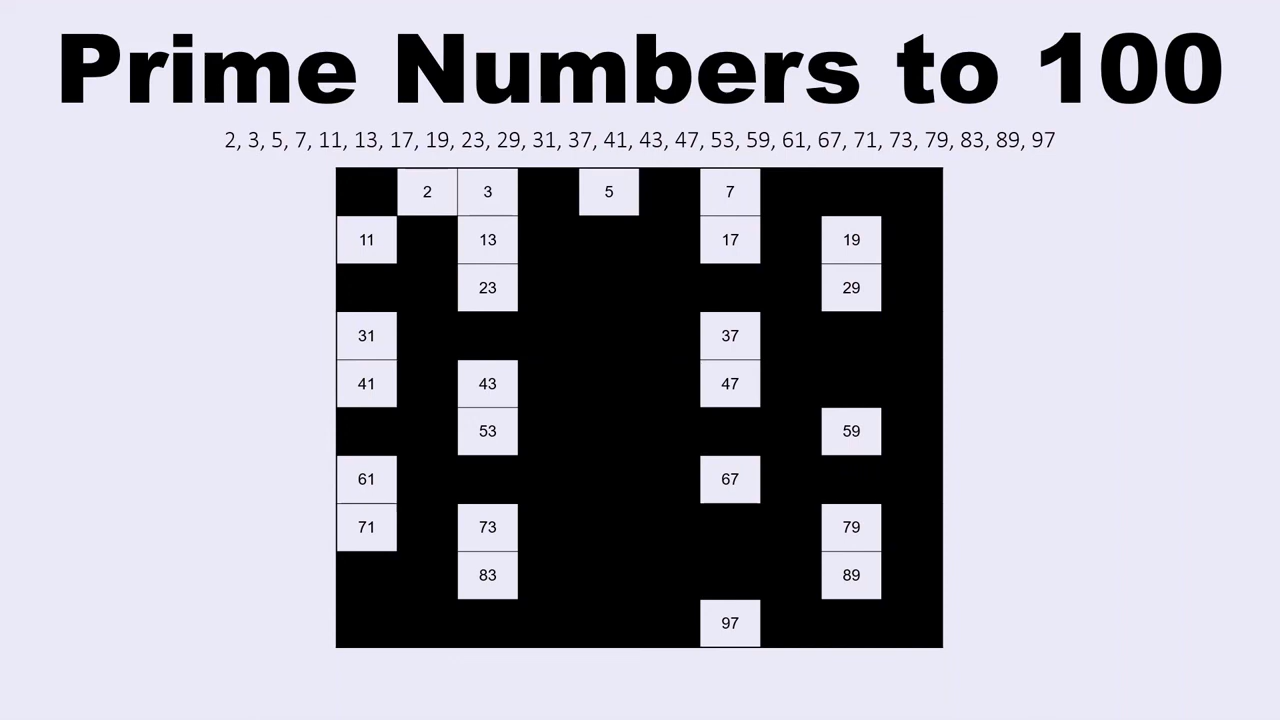 Prime Numbers to 100
2, 3, 5, 7, 11, 13, 17, 19, 23, 29, 31, 37, 41, 43, 47, 53, 59, 61, 67, 71, 73, 79, 83, 89, 97
2 3 5 7
11 13 17 19
23 29
31 37
41 43 47
53 59
61 67
71 73 79
83 89
97